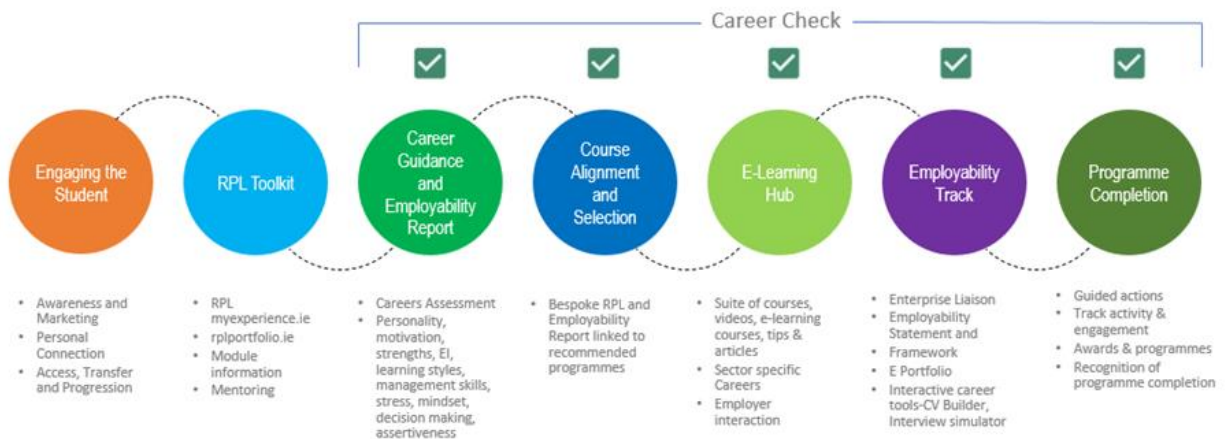 Career Check
Engaging the
Student
RPL Toolkit
Career
Guidance
and
Employability
Report
Course
Alignment
and
Selection
E-Learning
Hub
Employability
Track
Programme
Completion
• Awareness and
Marketing
• Personal
Connection
• Access, Transfer
and Progression
• RPL
myexperience.ie
• rplportfolio.ie
• Module
information
• Mentoring
• Careers Assessment
• Personality,
motivation,
strengths, EI,
learning styles,
management skills,
stress, mindset,
decision making,
assertiveness
• Bespoke RPL and
Employability
Report linked to
recommended
programmes
• Suite of courses,
videos, e-learning
courses, tips &
articles
• Sector specific
Careers
• Employer
interaction
• Enterprise Liaison
• Employability
Statement and
• Framework
• E Portfolio
• Interactive career
tools-CV Builder,
Interview simulator
• Guided actions
• Track activity &
engagement
• Awards & programmes
• Recognition of
programme completion